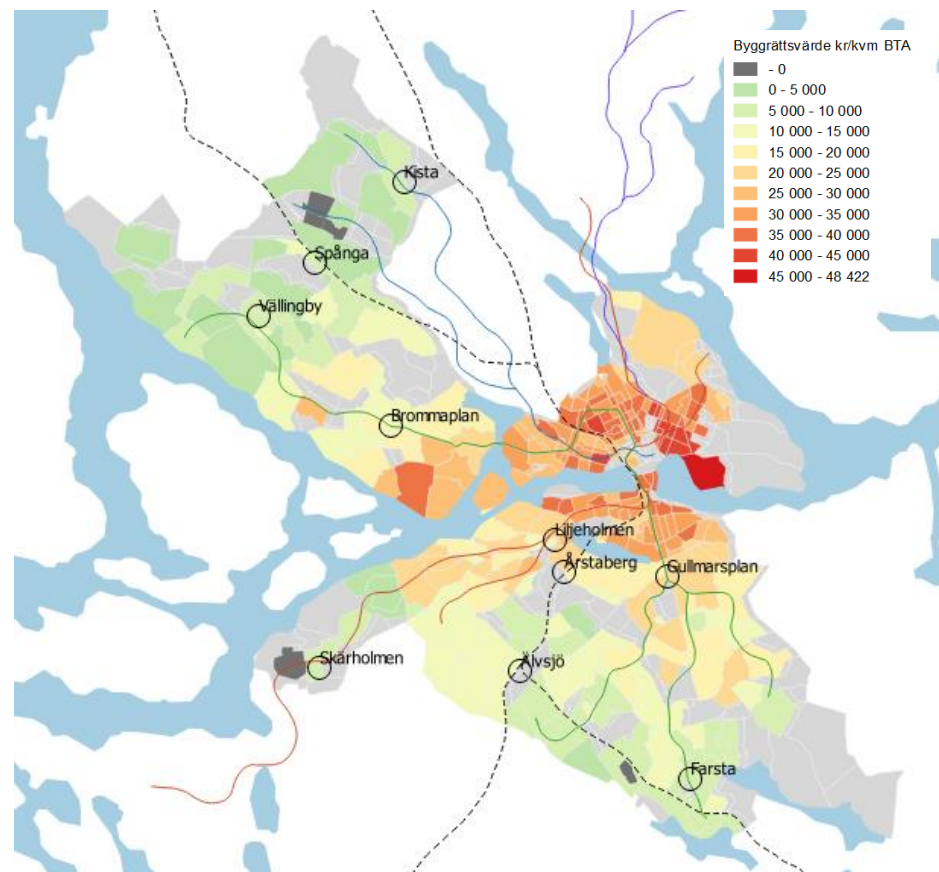 Byggrättsvärde kr/kvm BTA
- 0
0 - 5 000
5 000 - 10 000
10 000 - 15 000
15 000 - 20 000
20 000 - 25 000
25 000 - 30 000
30 000 - 35 000
35 000 - 40 000
40 000 - 45 000
45 000 - 48 422
Kista
Spånga
Vällingby
Brommaplan
Liljeholmen
Årstaberg
Gullmarsplan
Skärholmen
Älvsjö
Farsta